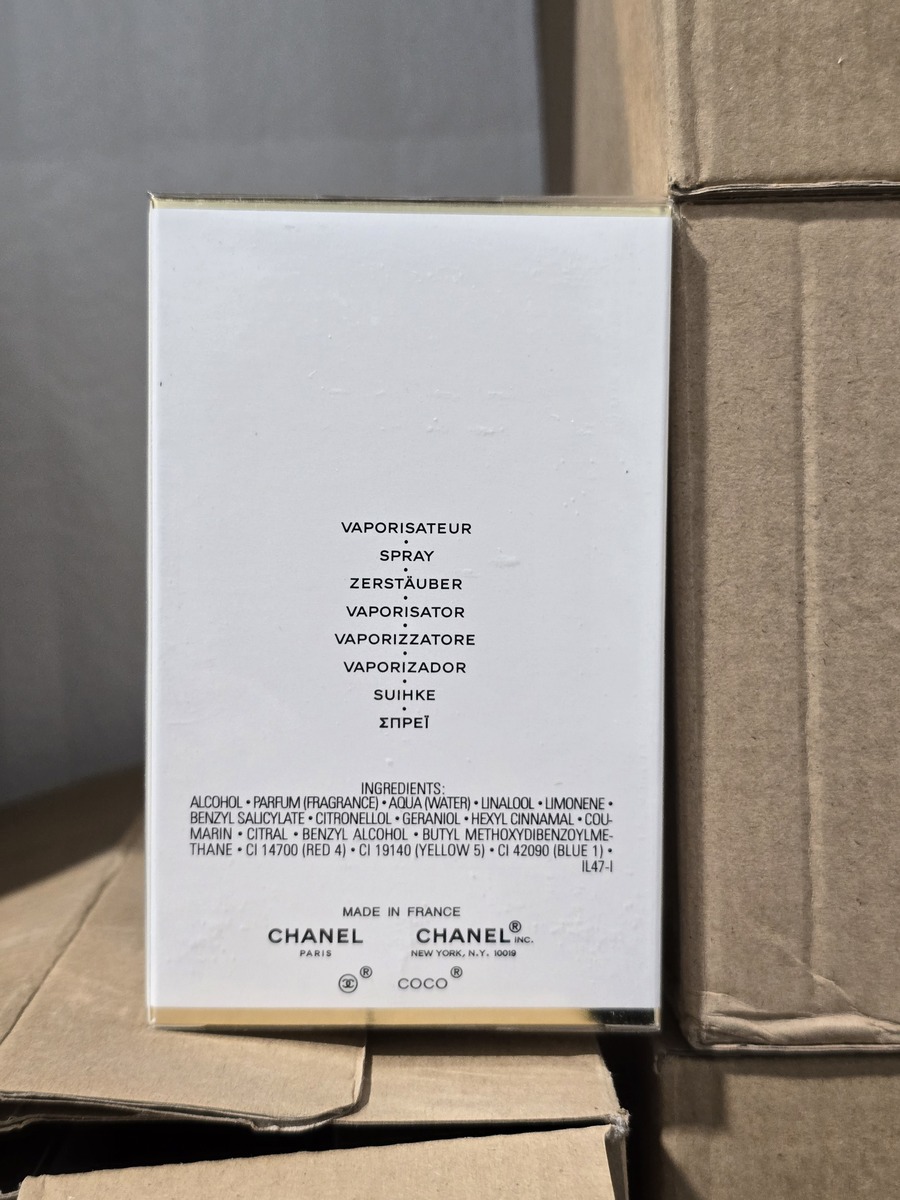 VAPORISATEUR
•
SPRAY
•
ZERSTÄUBER
•
VAPORISATOR
•
VAPORIZZATORE
•
VAPORIZADOR
•
SUIHKE
•
ΣΠΡΕΪ
INGREDIENTS:
ALCOHOL • PARFUM (FRAGRANCE) • AQUA (WATER) • LINALOOL • LIMONENE •
BENZYL SALICYLATE • CITRONELLOL • GERANIOL • HEXYL CINNAMAL • COU-
MARIN • CITRAL • BENZYL ALCOHOL • BUTYL METHOXYDIBENZOYLME-
THANE • CI 14700 (RED 4) • CI 19140 (YELLOW 5) • CI 42090 (BLUE 1) •
IL47-I
MADE IN FRANCE
CHANEL CHANEL® INC.
PARIS NEW YORK, N.Y. 10019
® COCO®